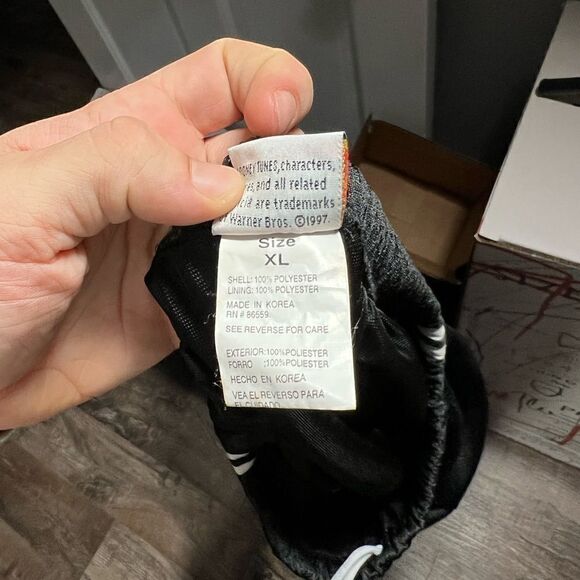 TUNES, characters,
and all related
are trademarks
Warner Bros. ©1997.
Size
XL
SHELL: 100% POLYESTER
LINING: 100% POLYESTER
MADE IN KOREA
RN # 86559
SEE REVERSE FOR CARE
EXTERIOR:100%POLIESTER
FORRO :100%POLIESTER
HECHO EN KOREA
VEA EL REVERSO PARA
EL CUIDADO